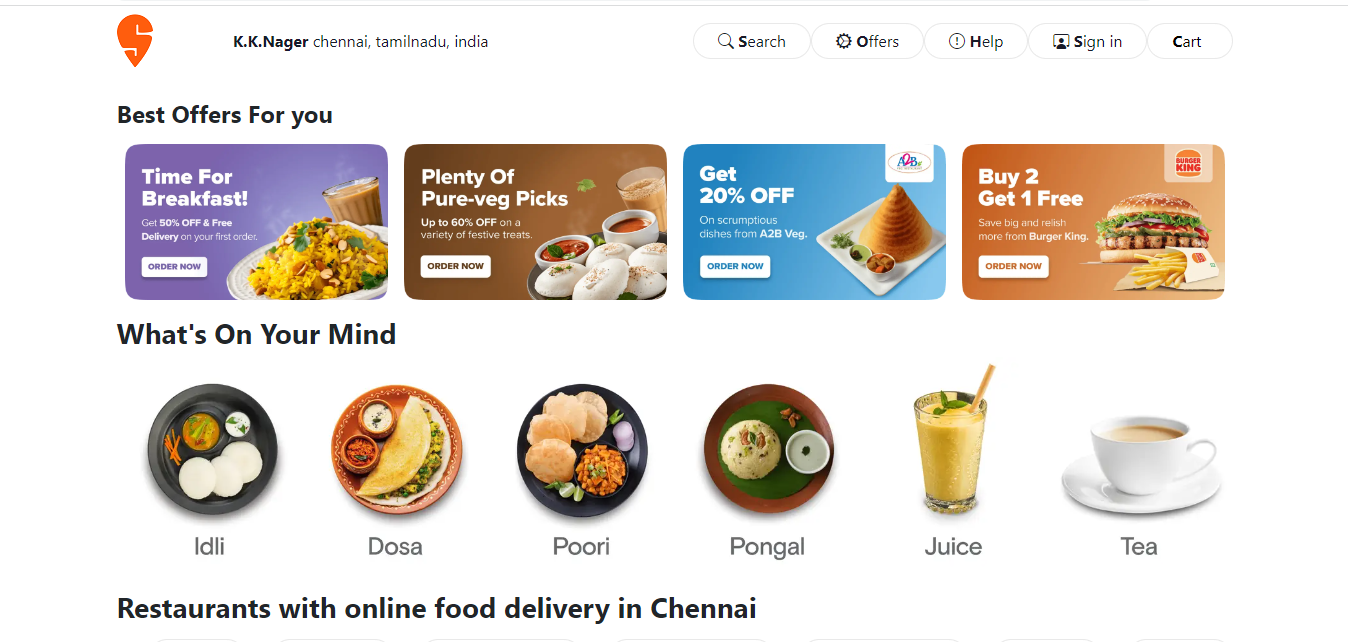 K.K.Nager chennai, tamilnadu, india
Search
Offers
Help
Sign in
Cart
Best Offers For you
Time For
Breakfast!
Get 50% OFF & Free
Delivery on your first order.
ORDER NOW
Plenty Of
Pure-veg Picks
Up to 60% OFF on a
variety of festive treats.
ORDER NOW
A2B
Get
20% OFF
On scrumptious
dishes from A2B Veg.
ORDER NOW
BURGER
KING
Buy 2
Get 1 Free
Save big and relish
more from Burger King.
ORDER NOW
What's On Your Mind
Idli
Dosa
Poori
Pongal
Juice
Tea
Restaurants with online food delivery in Chennai